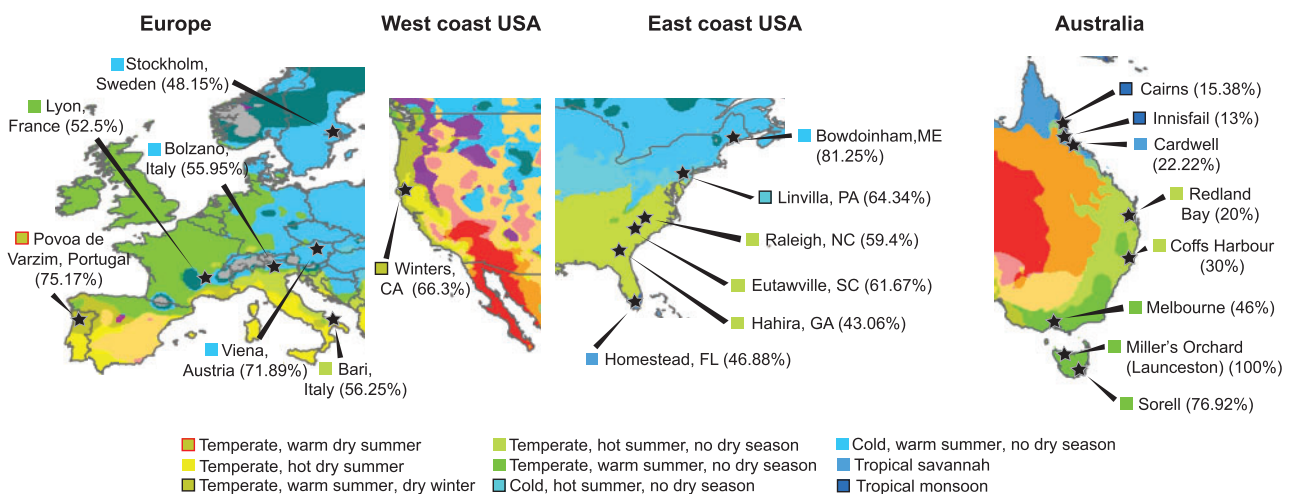 Europe
West coast USA
East coast USA
Australia
Stockholm,
Sweden (48.15%)
Lyon,
France (52.5%)
Bolzano,
Italy (55.95%)
Povoa de
Varzim, Portugal
(75.17%)
Viena,
Austria (71.89%)
Bari,
Italy (56.25%)
Winters,
CA (66.3%)
Bowdoinham,ME
(81.25%)
Linvilla, PA (64.34%)
Raleigh, NC (59.4%)
Eutawville, SC (61.67%)
Hahira, GA (43.06%)
Homestead, FL (46.88%)
Cairns (15.38%)
Innisfail (13%)
Cardwell
(22.22%)
Redland
Bay (20%)
Coffs Harbour
(30%)
Melbourne (46%)
Miller's Orchard
(Launceston) (100%)
Sorell (76.92%)
Temperate, warm dry summer
Temperate, hot dry summer
Temperate, warm summer, dry winter
Temperate, hot summer, no dry season
Temperate, warm summer, no dry season
Cold, hot summer, no dry season
Cold, warm summer, no dry season
Tropical savannah
Tropical monsoon